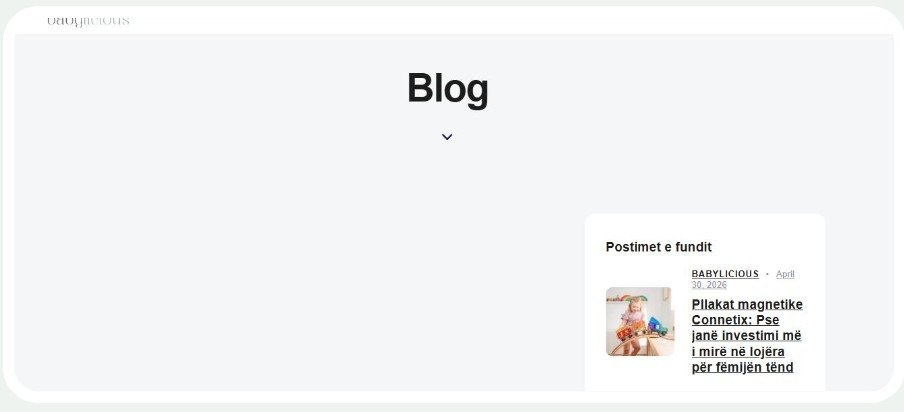 babylicious
Blog
Postimet e fundit
BABYLICIOUS • April
30, 2026
Pllakat magnetike
Connetix: Pse
janë investimi më
i mirë në lojëra
për fëmijën tënd